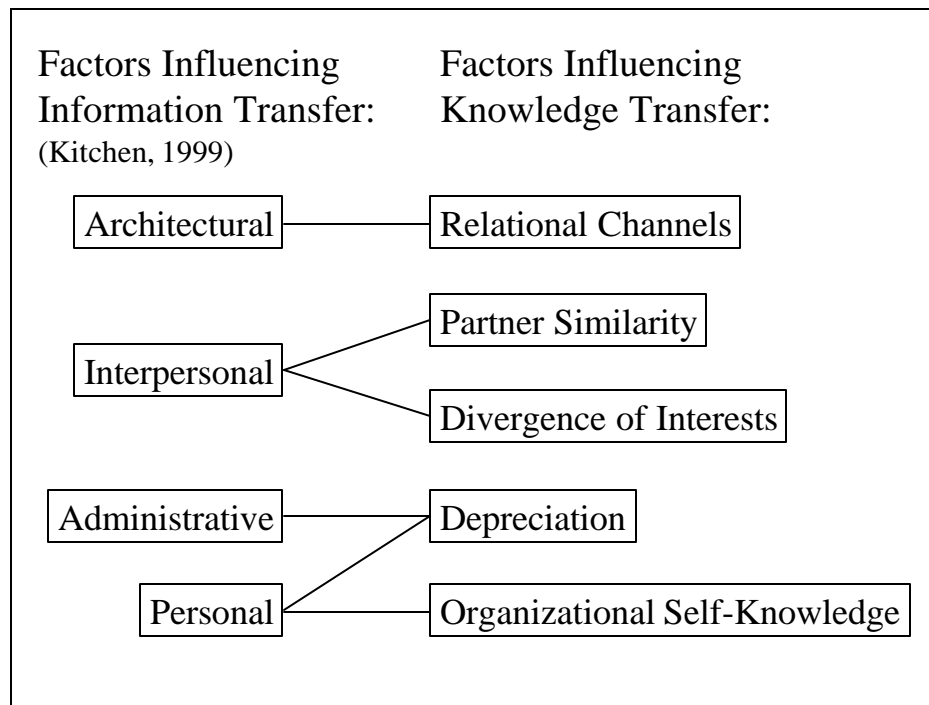 Factors Influencing
Information Transfer:
(Kitchen, 1999)
Factors Influencing
Knowledge Transfer:
Architectural
Relational Channels
Interpersonal
Partner Similarity
Divergence of Interests
Administrative
Depreciation
Personal
Organizational Self-Knowledge